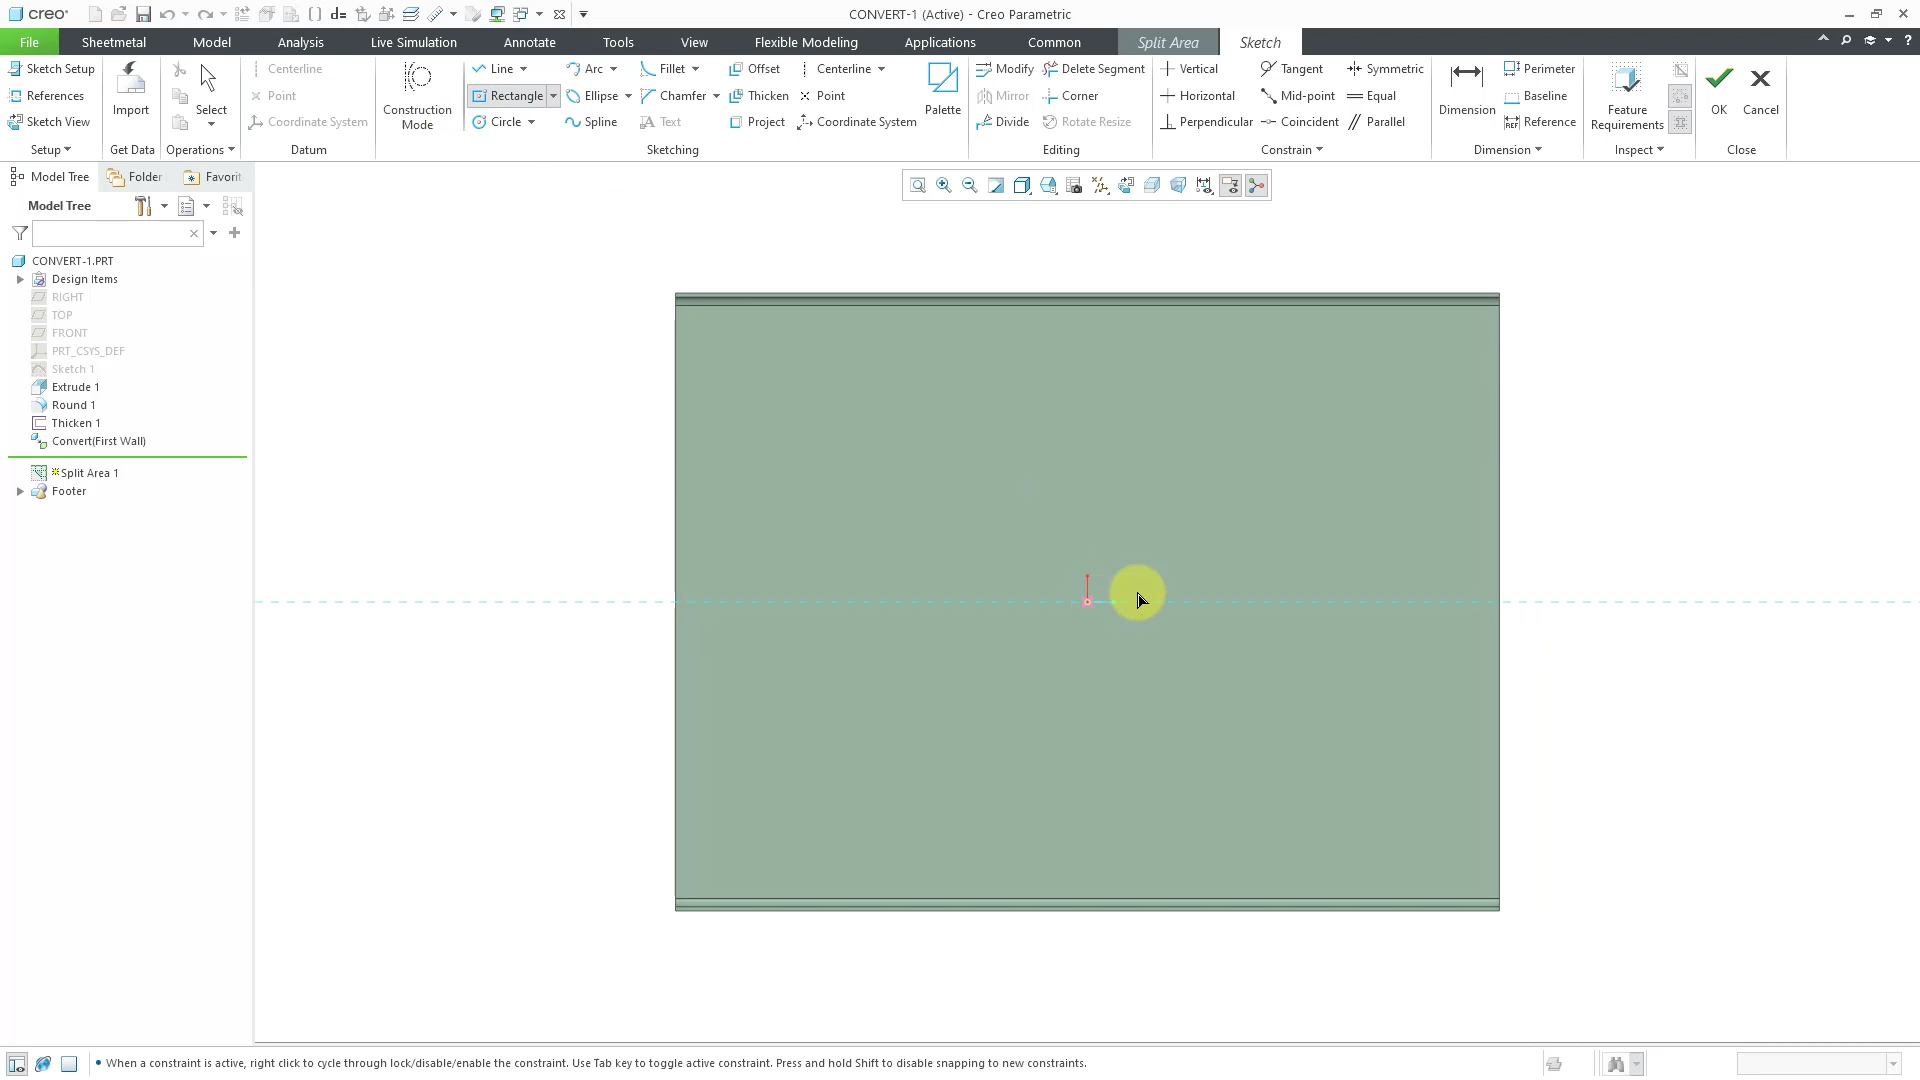 creo
CONVERT-1 (Active) - Creo Parametric
File Sheetmetal Model Analysis Live Simulation Annotate Tools View Flexible Modeling Applications Common Split Area Sketch
Sketch Setup
References
Sketch View
Setup
Import
Get Data
Select
Operations
Centerline
Point
Coordinate System
Datum
Construction
Mode
Line Arc Fillet Offset Centerline
Rectangle Ellipse Chamfer Thicken Point
Circle Spline Text Project Coordinate System
Palette
Sketching
Modify Delete Segment
Mirror Corner
Divide Rotate Resize
Editing
Vertical Tangent Symmetric
Horizontal Mid-point Equal
Perpendicular Coincident Parallel
Constrain
Dimension
Perimeter
Baseline
REF Reference
Dimension
Feature
Requirements
Inspect
OK
Cancel
Close
Model Tree Folder Favorit
Model Tree
CONVERT-1.PRT
Design Items
RIGHT
TOP
FRONT
PRT_CSYS_DEF
Sketch 1
Extrude 1
Round 1
Thicken 1
Convert(First Wall)
Split Area 1
Footer
• When a constraint is active, right click to cycle through lock/disable/enable the constraint. Use Tab key to toggle active constraint. Press and hold Shift to disable snapping to new constraints.